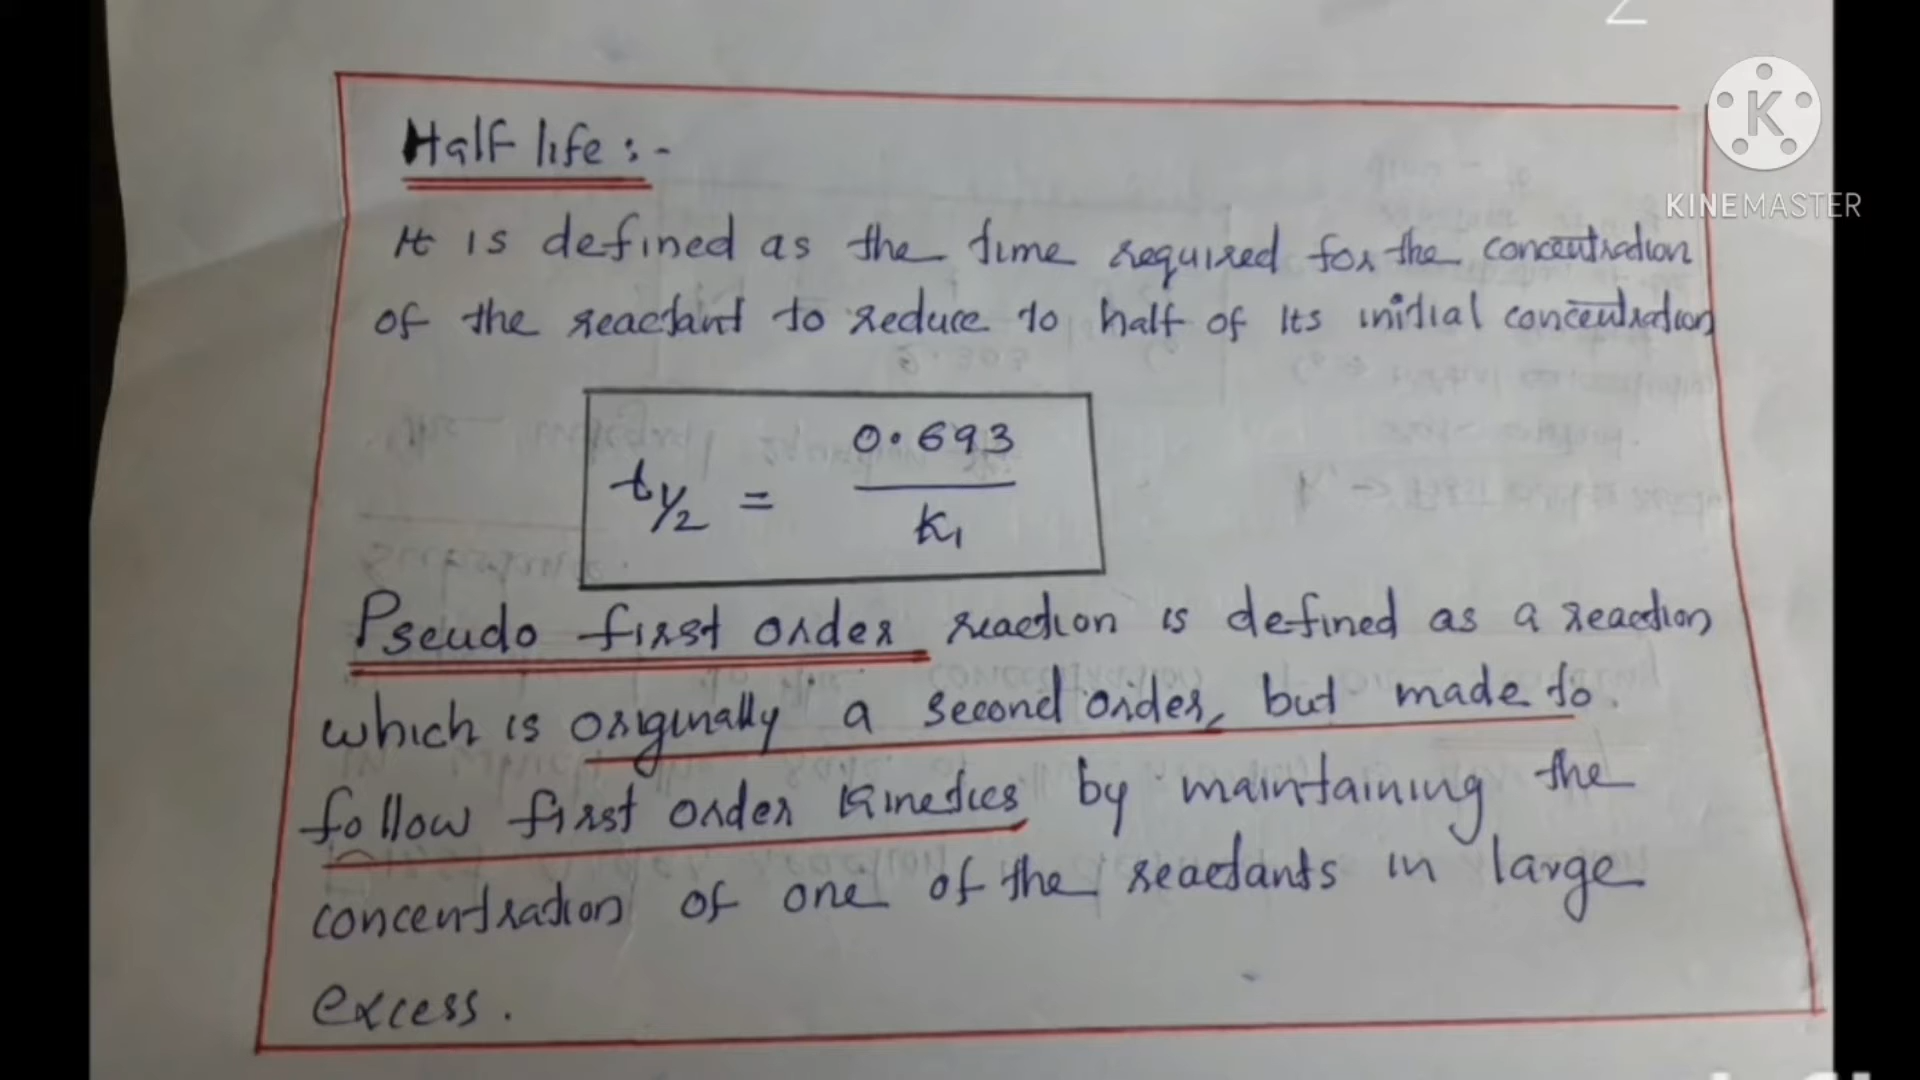 K
KINEMASTER
Half life :-
It is defined as the time required for the concentration
of the reactant to reduce to half of its initial concentration
t1/2 = 0.693 / K1
Pseudo first order reaction is defined as a reaction
which is originally a second order, but made to
follow first order kinetics by maintaining the
concentration of one of the reactants in large
excess.